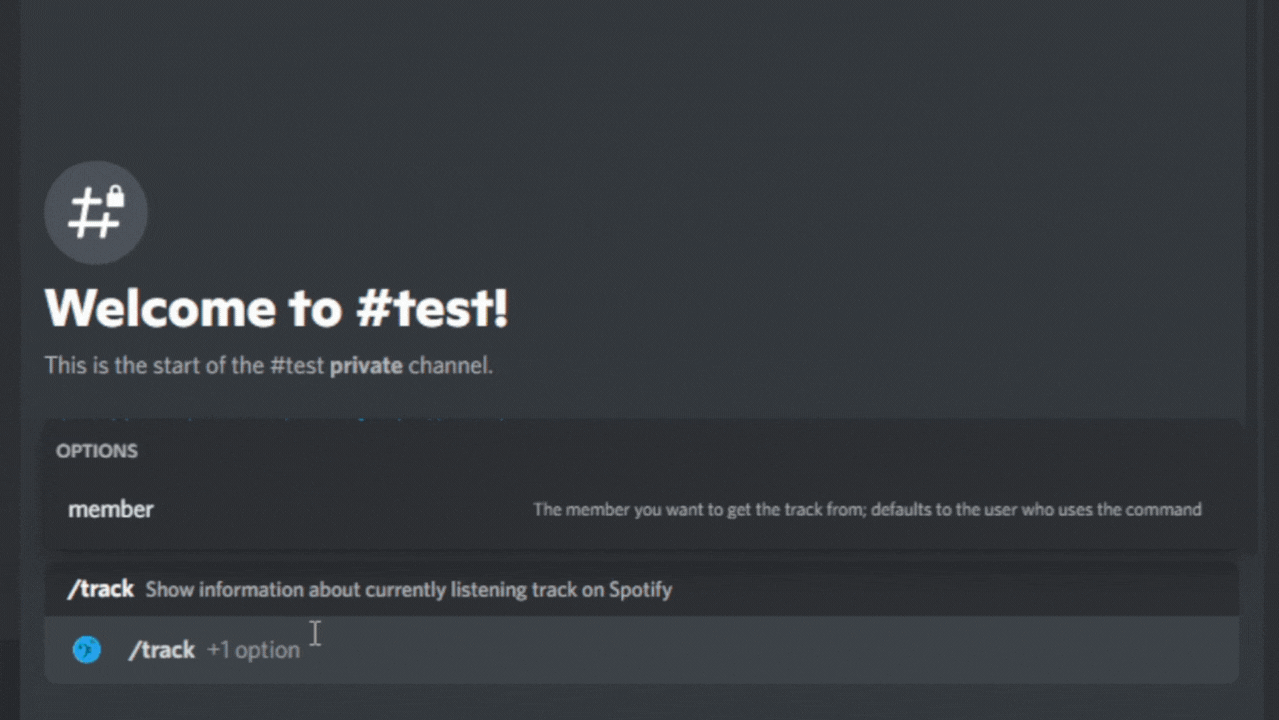 Welcome to #test!
This is the start of the #test private channel.
OPTIONS
member The member you want to get the track from; defaults to the user who uses the command
/track Show information about currently listening track on Spotify
/track +1 option